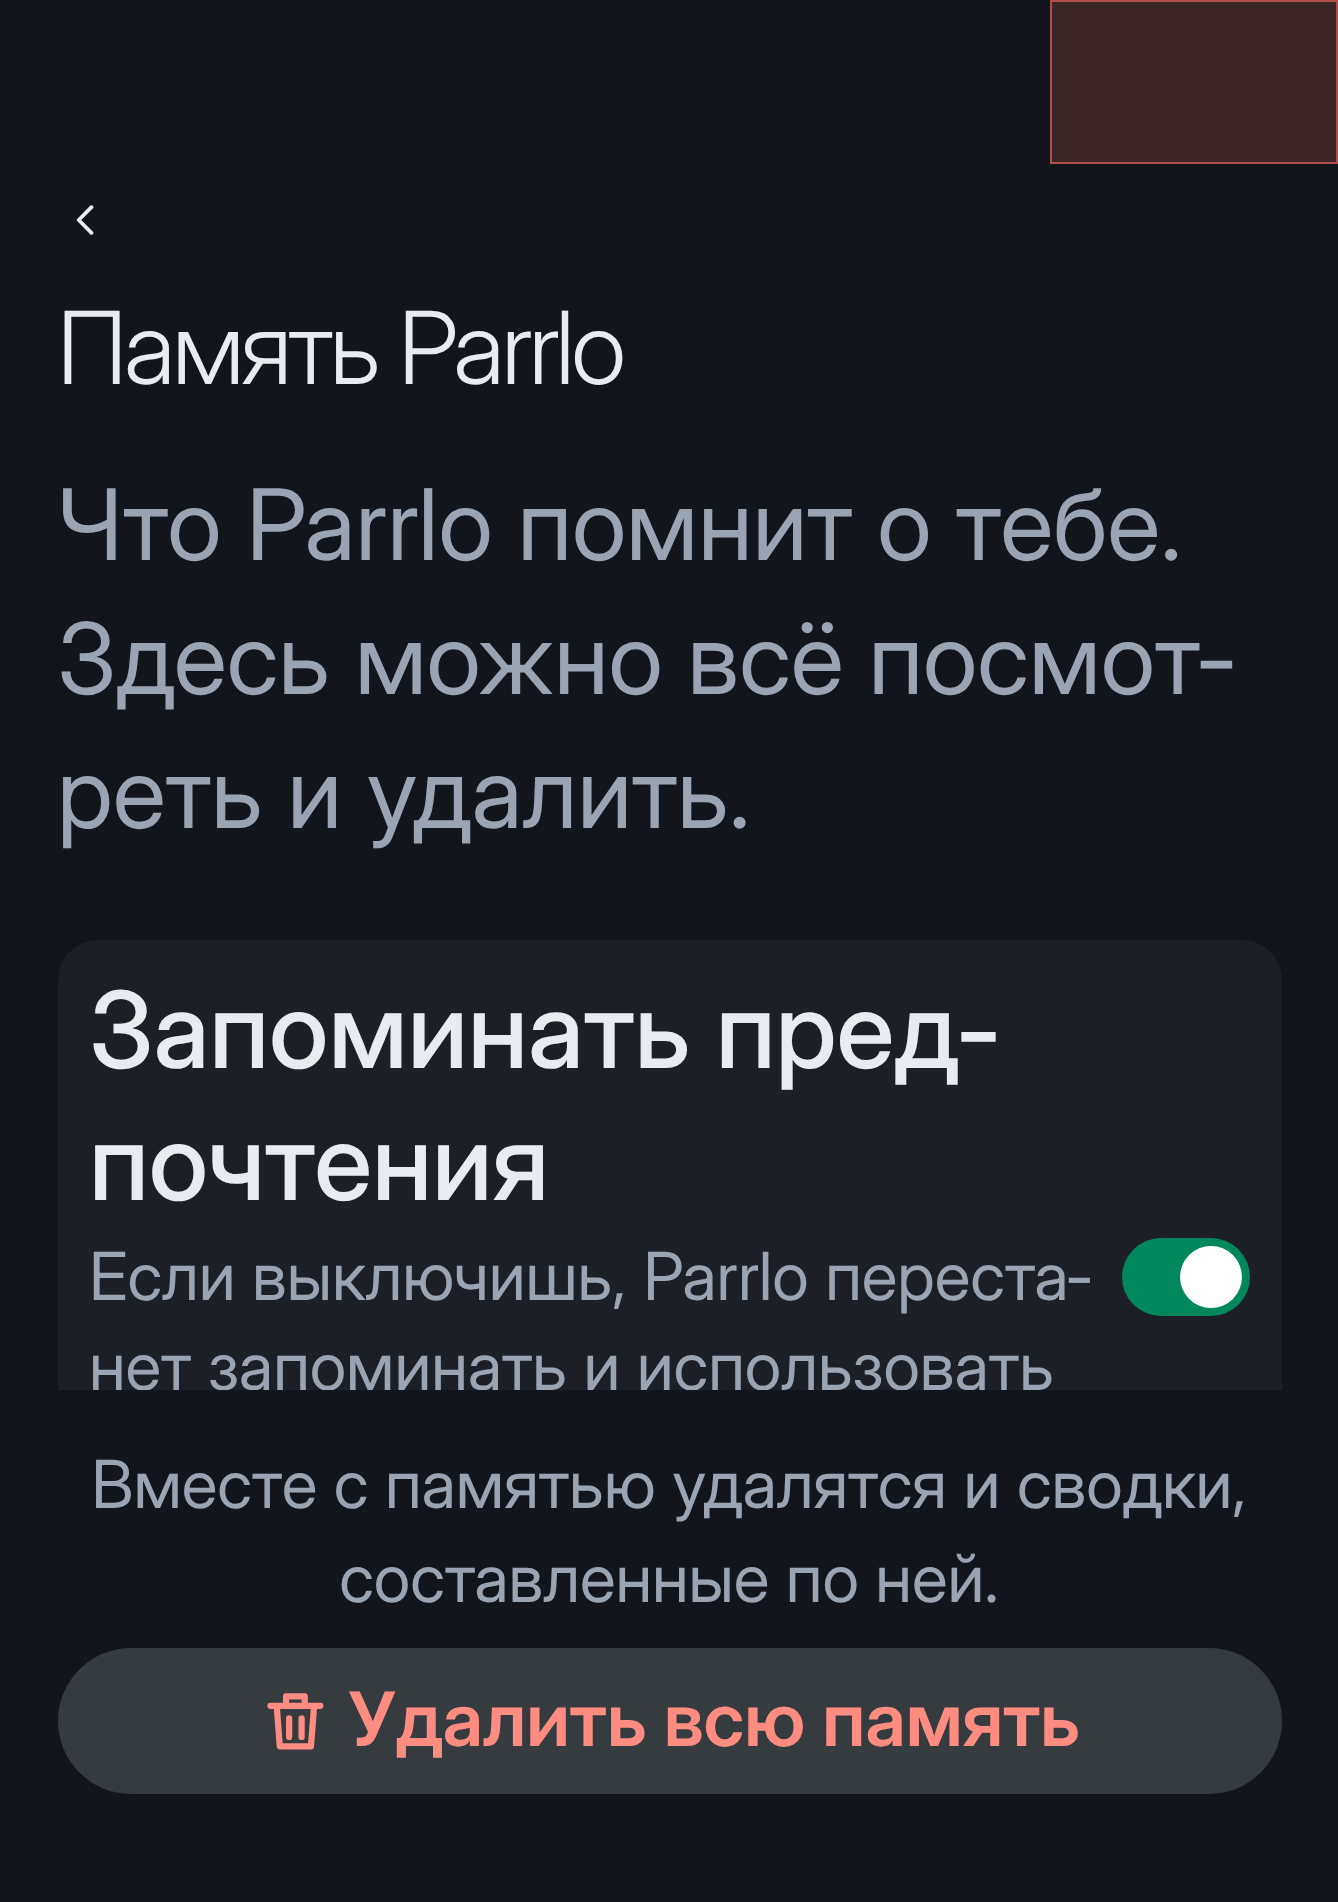 Память Parrlo
Что Parrlo помнит о тебе.
Здесь можно всё посмот-
реть и удалить.
Запоминать пред-
почтения
Если выключишь, Parrlo переста-
нет запоминать и использовать
Вместе с памятью удалятся и сводки,
составленные по ней.
Удалить всю память